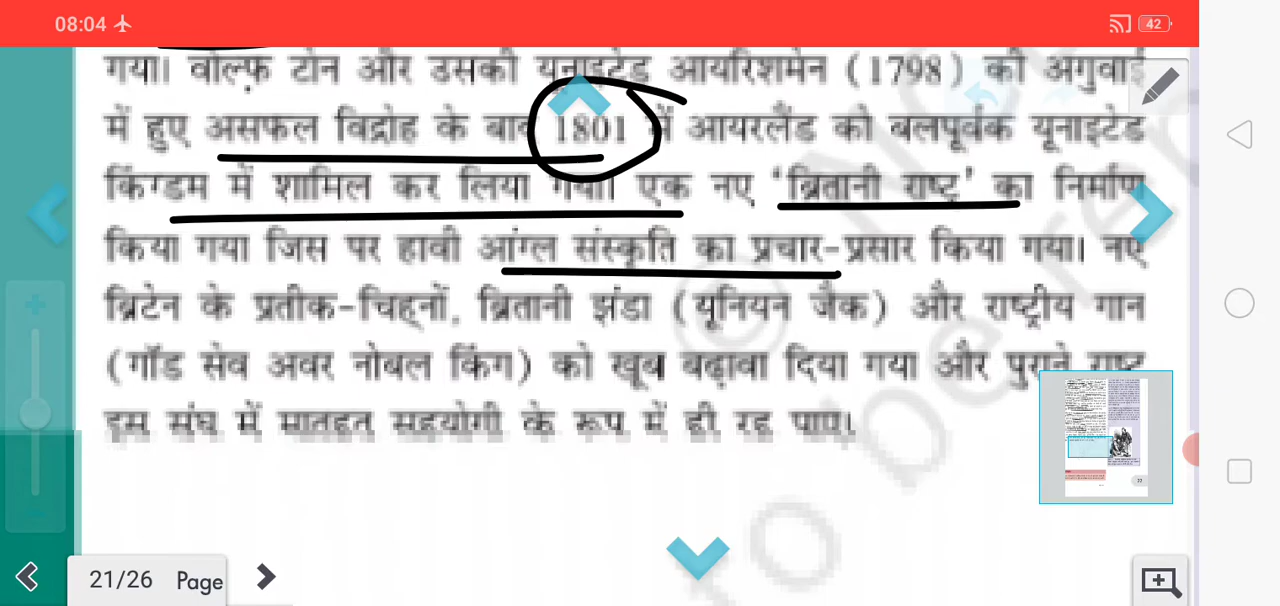 08:04
42
गया। वोल्फ़ टोन और उसकी यूनाइटेड आयरिशमेन (1798) की अगुवाई
में हुए असफल विद्रोह के बाद 1801 में आयरलैंड को बलपूर्वक यूनाइटेड
किंग्डम में शामिल कर लिया गया। एक नए ‘ब्रितानी राष्ट्र’ का निर्माण
किया गया जिस पर हावी आंग्ल संस्कृति का प्रचार-प्रसार किया गया। नए
ब्रिटेन के प्रतीक-चिह्नों, ब्रितानी झंडा (यूनियन जैक) और राष्ट्रीय गान
(गॉड सेव अवर नोबल किंग) को खूब बढ़ावा दिया गया और पुराने राष्ट्र
इस संघ में मातहत सहयोगी के रूप में ही रह पाए।
21/26 Page